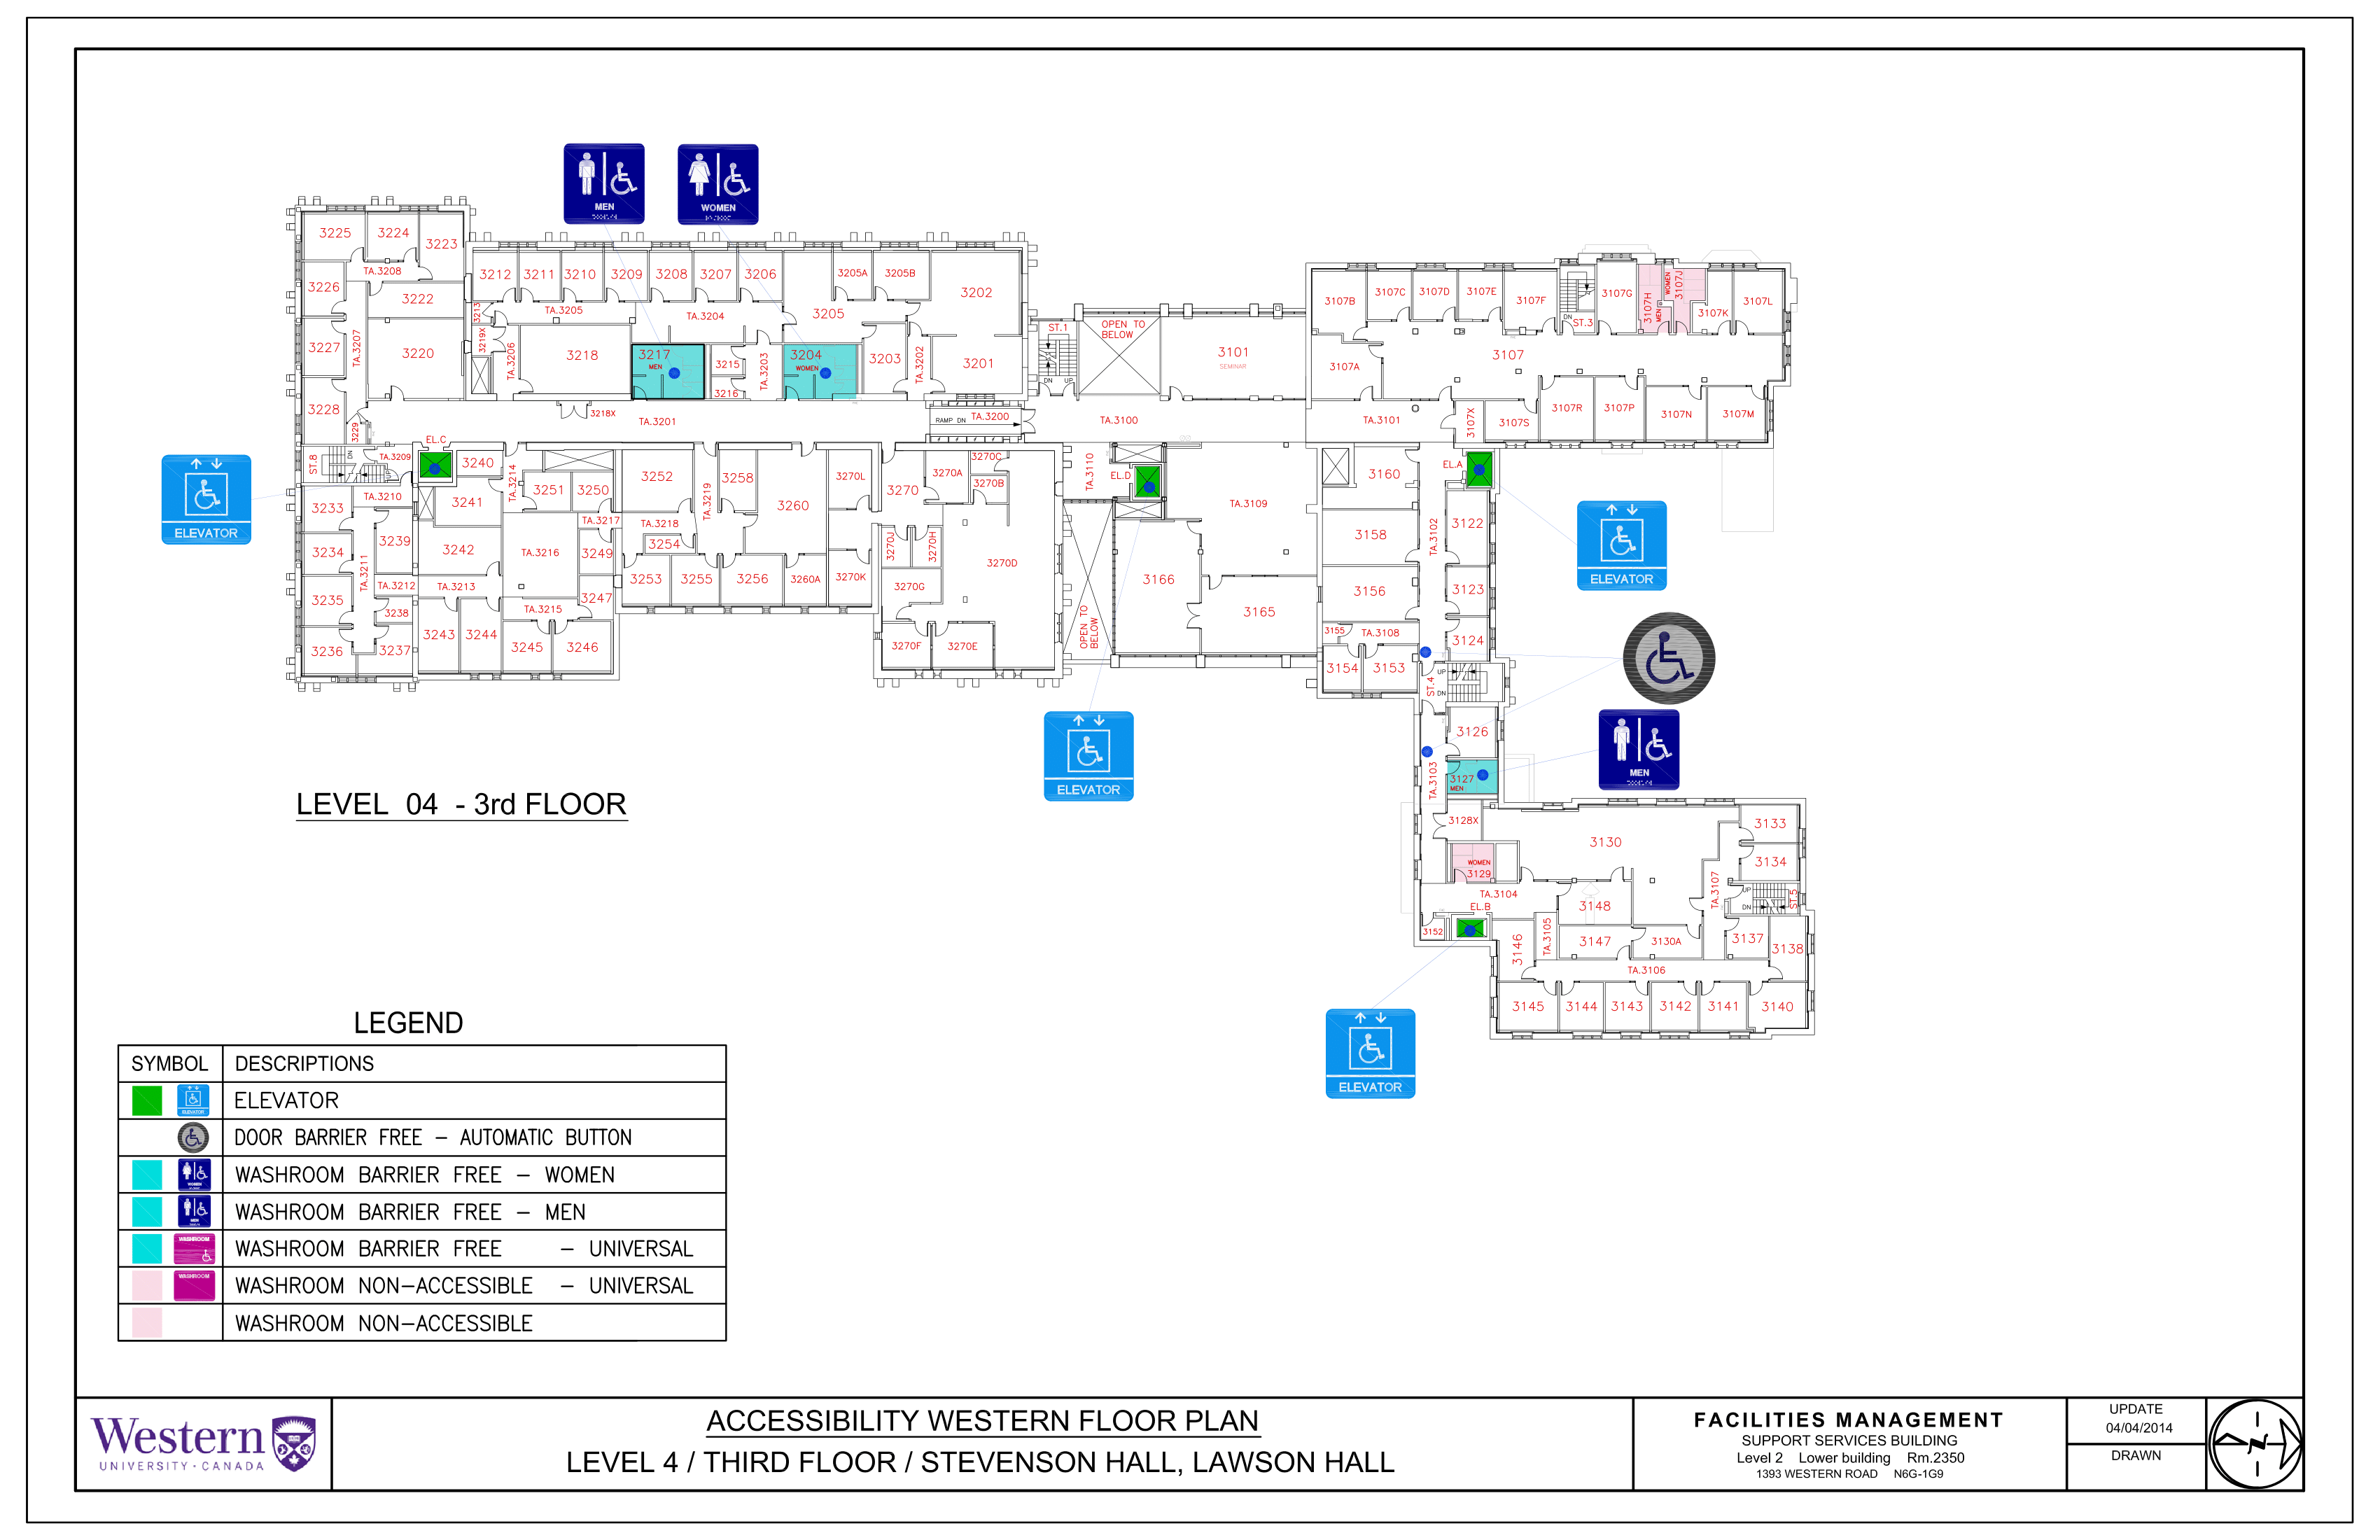 MEN
WOMEN
3225
3224
3223
TA.3208
3226
3222
3212
3211
3210
3209
3208
3207
3206
3205A
3205B
3202
3213
TA.3205
TA.3204
3205
3227
TA.3207
3220
3219X
TA.3206
3218
3217
MEN
3215
3216
TA.3203
3204
WOMEN
3203
TA.3202
3201
3228
3229
3218X
TA.3201
RAMP DN
TA.3200
ST.1
DN
UP
OPEN TO
BELOW
3101
SEMINAR
TA.3100
TA.3101
3107B
3107C
3107D
3107E
3107F
DN
ST.3
3107G
3107H
MEN
WOMEN
3107J
3107K
3107L
3107A
3107
3107X
3107S
3107R
3107P
3107N
3107M
EL.C
ST.8
DN
UP
TA.3209
3240
TA.3210
3241
TA.3214
3251
3250
3252
3258
TA.3219
3260
3270L
3270
3270A
3270C
3270B
TA.3110
EL.D
TA.3109
3160
EL.A
ELEVATOR
3233
3234
TA.3211
3239
3242
TA.3216
TA.3217
3249
TA.3218
3254
3253
3255
3256
3260A
3270K
3270J
3270H
3270G
3270D
3270F
3270E
3235
TA.3212
3238
3236
3237
TA.3213
3243
3244
TA.3215
3245
3246
3247
OPEN TO
BELOW
3166
3165
3158
3156
TA.3102
3122
3123
3124
3155
TA.3108
3154
3153
ELEVATOR
UP
DN
ST.4
3126
TA.3103
3127
MEN
MEN
ELEVATOR
LEVEL 04 - 3rd FLOOR
3128X
3130
3133
3134
WOMEN
3129
TA.3104
EL.B
3148
TA.3107
UP
DN
ST.5
3152
3146
TA.3105
3147
3130A
3137
3138
TA.3106
3145
3144
3143
3142
3141
3140
ELEVATOR
LEGEND
SYMBOL DESCRIPTIONS
ELEVATOR ELEVATOR
DOOR BARRIER FREE - AUTOMATIC BUTTON
WOMEN WASHROOM BARRIER FREE - WOMEN
MEN WASHROOM BARRIER FREE - MEN
WASHROOM WASHROOM BARRIER FREE - UNIVERSAL
WASHROOM WASHROOM NON-ACCESSIBLE - UNIVERSAL
WASHROOM NON-ACCESSIBLE
Western
UNIVERSITY · CANADA
ACCESSIBILITY WESTERN FLOOR PLAN
LEVEL 4 / THIRD FLOOR / STEVENSON HALL, LAWSON HALL
FACILITIES MANAGEMENT
SUPPORT SERVICES BUILDING
Level 2 Lower building Rm.2350
1393 WESTERN ROAD N6G-1G9
UPDATE
04/04/2014
DRAWN
N